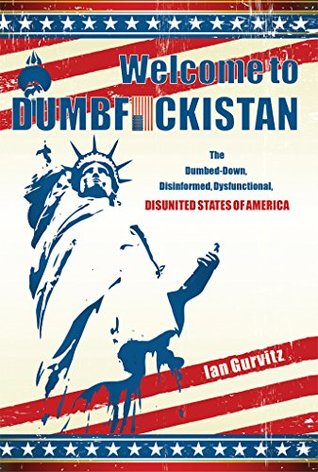 Welcome to
DUMBF CKISTAN
The
Dumbed-Down,
Disinformed, Dysfunctional,
DISUNITED STATES OF AMERICA
Ian Gurvitz